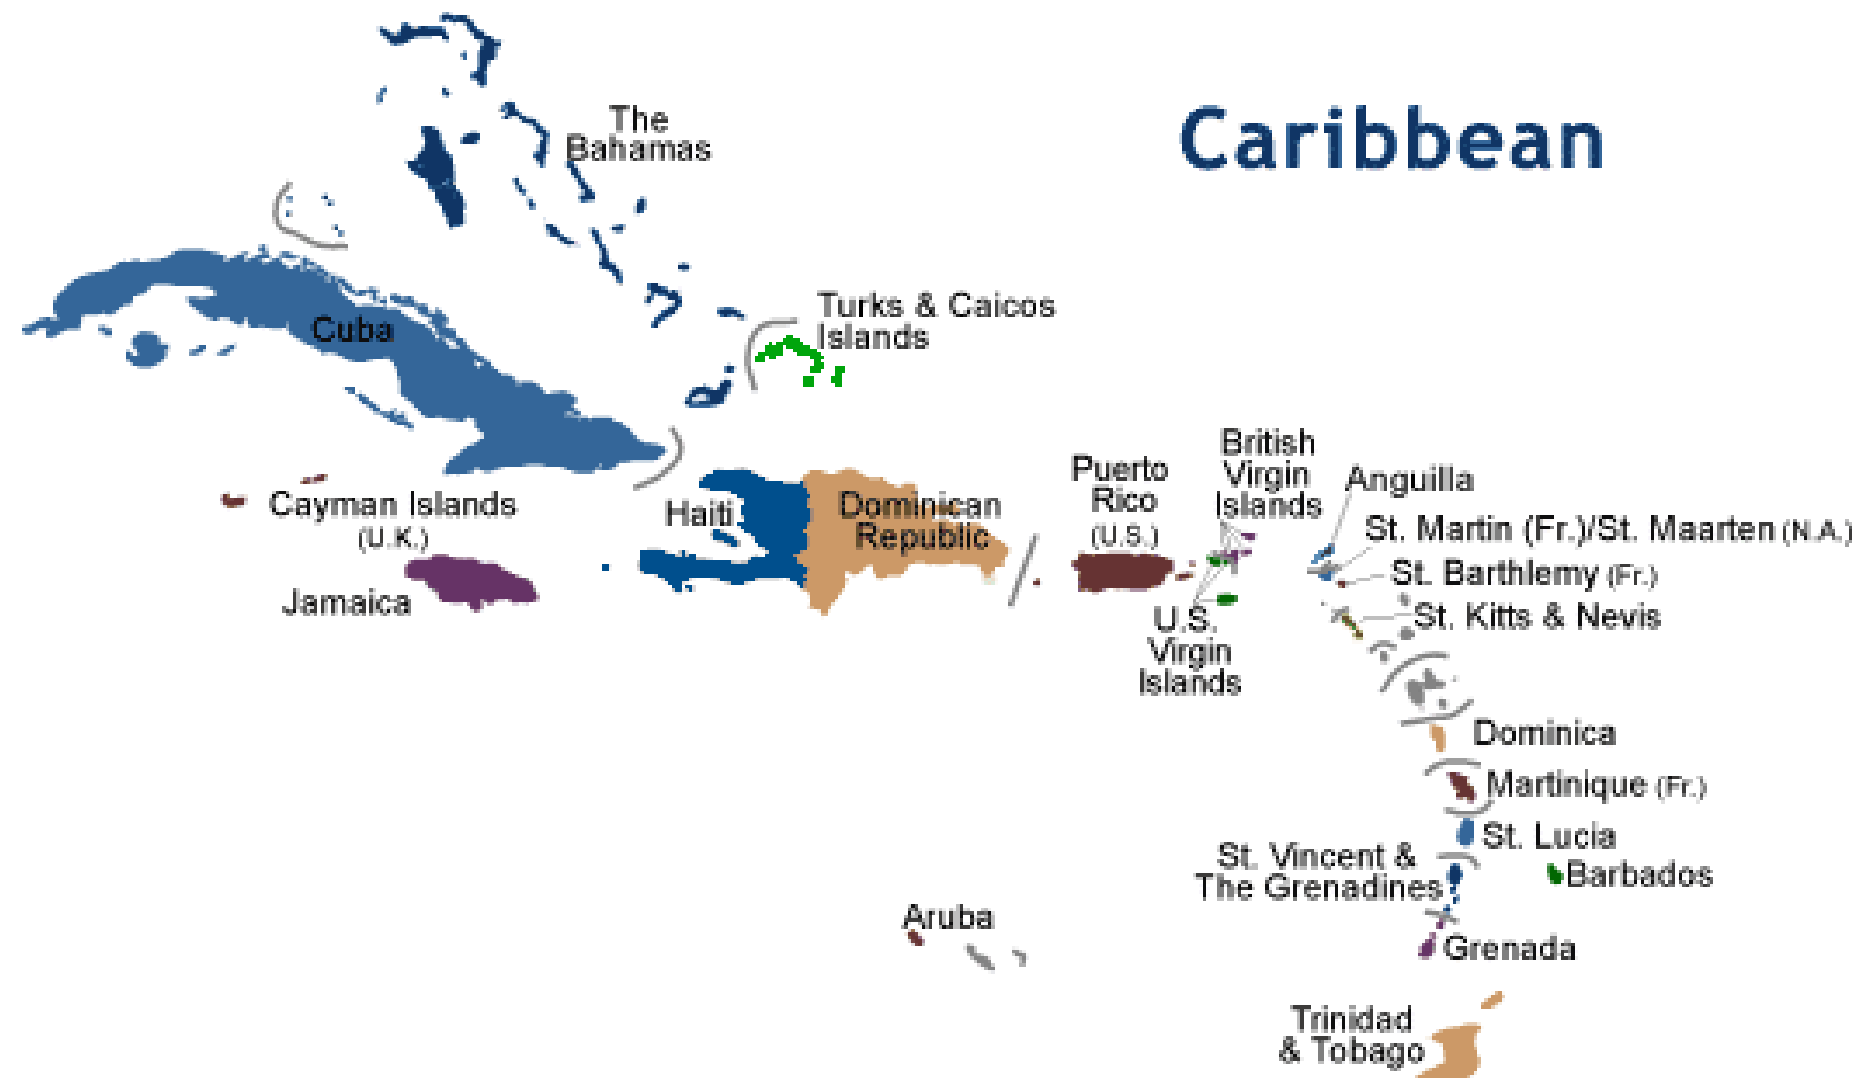 Caribbean
The
Bahamas
Turks & Caicos
Islands
Cuba
Cayman Islands
(U.K.)
Jamaica
Haiti
Dominican
Republic
Puerto
Rico
(U.S.)
British
Virgin
Islands
U.S.
Virgin
Islands
Anguilla
St. Martin (Fr.)/St. Maarten (N.A.)
St. Barthlemy (Fr.)
St. Kitts & Nevis
Dominica
Martinique (Fr.)
St. Lucia
St. Vincent &
The Grenadines
Barbados
Aruba
Grenada
Trinidad
& Tobago